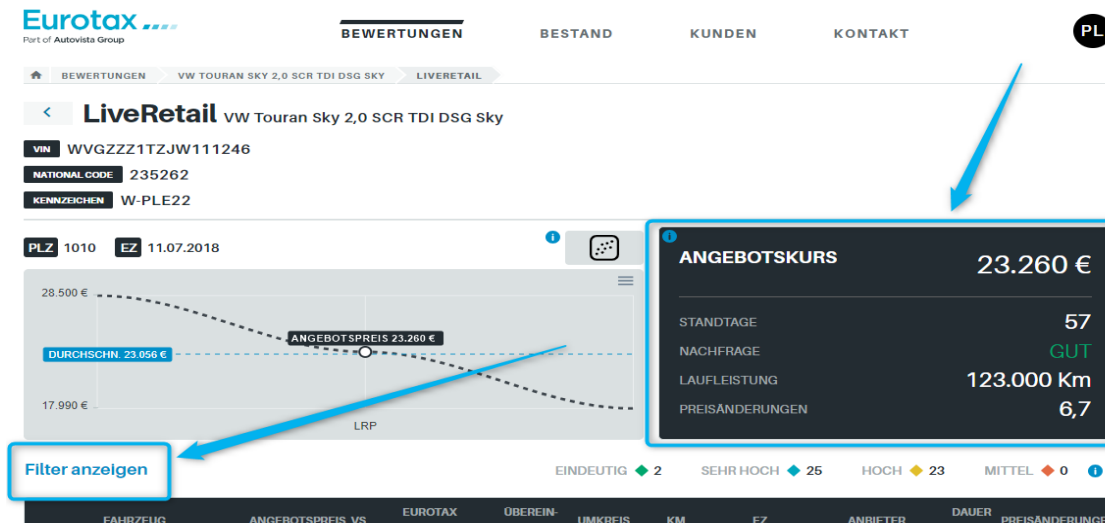 Eurotax
Part of Autovista Group
BEWERTUNGEN BESTAND KUNDEN KONTAKT PL
BEWERTUNGEN VW TOURAN SKY 2,0 SCR TDI DSG SKY LIVERETAIL
LiveRetail VW Touran Sky 2,0 SCR TDI DSG Sky
VIN WVGZZZ1TZJW111246
NATIONAL CODE 235262
KENNZEICHEN W-PLE22
PLZ 1010 EZ 11.07.2018
28.500 €
ANGEBOTSPREIS 23.260 €
DURCHSCHN. 23.056 €
17.990 €
LRP
ANGEBOTSKURS 23.260 €
STANDTAGE 57
NACHFRAGE GUT
LAUFLEISTUNG 123.000 Km
PREISÄNDERUNGEN 6,7
Filter anzeigen
EINDEUTIG 2 SEHR HOCH 25 HOCH 23 MITTEL 0
FAHRZEUG ANGEBOTSPREIS VS EUROTAX ÜBEREIN- UMKREIS KM EZ ANBIETER DAUER PREISÄNDERUNGE